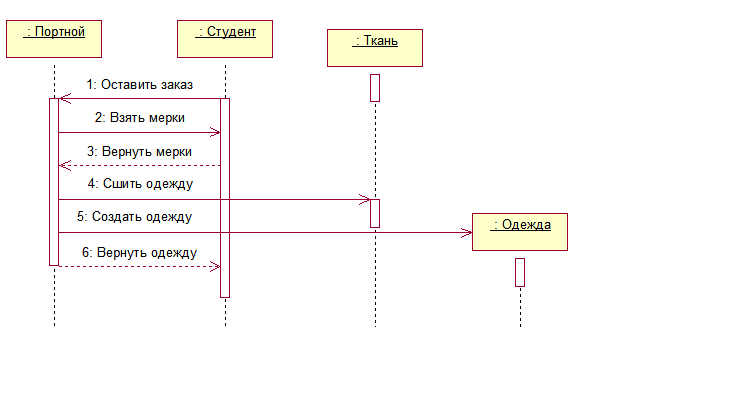 : Портной
: Студент
: Ткань
1: Оставить заказ
2: Взять мерки
3: Вернуть мерки
4: Сшить одежду
5: Создать одежду
: Одежда
6: Вернуть одежду